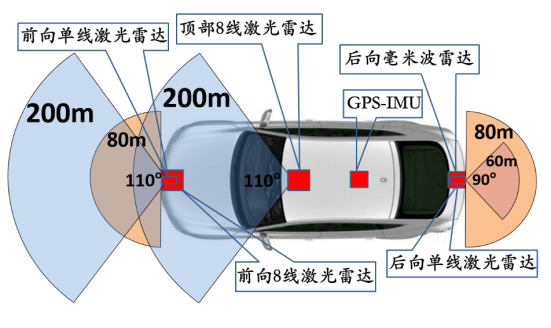 顶部8线激光雷达
前向单线激光雷达
后向毫米波雷达
200m
200m
GPS-IMU
80m
80m
60m
110°
110°
90°
前向8线激光雷达
后向单线激光雷达